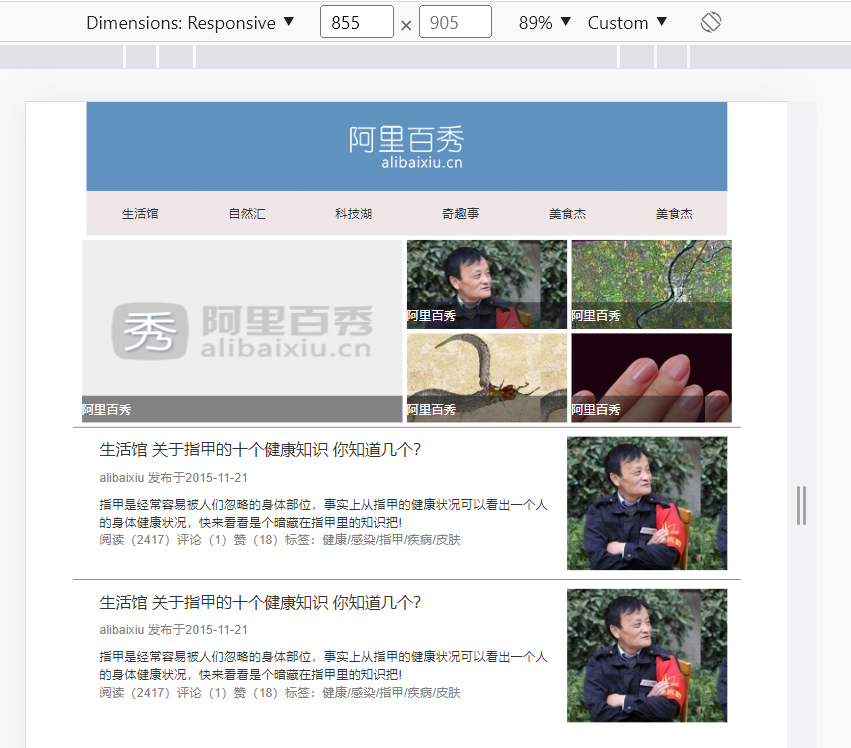 Dimensions: Responsive ▼ 855 × 905 89% ▼ Custom ▼
阿里百秀
alibaixiu.cn
生活馆 自然汇 科技湖 奇趣事 美食杰 美食杰
秀 阿里百秀
alibaixiu.cn
阿里百秀 阿里百秀
阿里百秀 阿里百秀 阿里百秀
生活馆 关于指甲的十个健康知识 你知道几个?
alibaixiu 发布于2015-11-21
指甲是经常容易被人们忽略的身体部位，事实上从指甲的健康状况可以看出一个人
的身体健康状况，快来看看是个暗藏在指甲里的知识把!
阅读（2417）评论（1）赞（18）标签：健康/感染/指甲/疾病/皮肤
生活馆 关于指甲的十个健康知识 你知道几个?
alibaixiu 发布于2015-11-21
指甲是经常容易被人们忽略的身体部位，事实上从指甲的健康状况可以看出一个人
的身体健康状况，快来看看是个暗藏在指甲里的知识把!
阅读（2417）评论（1）赞（18）标签：健康/感染/指甲/疾病/皮肤